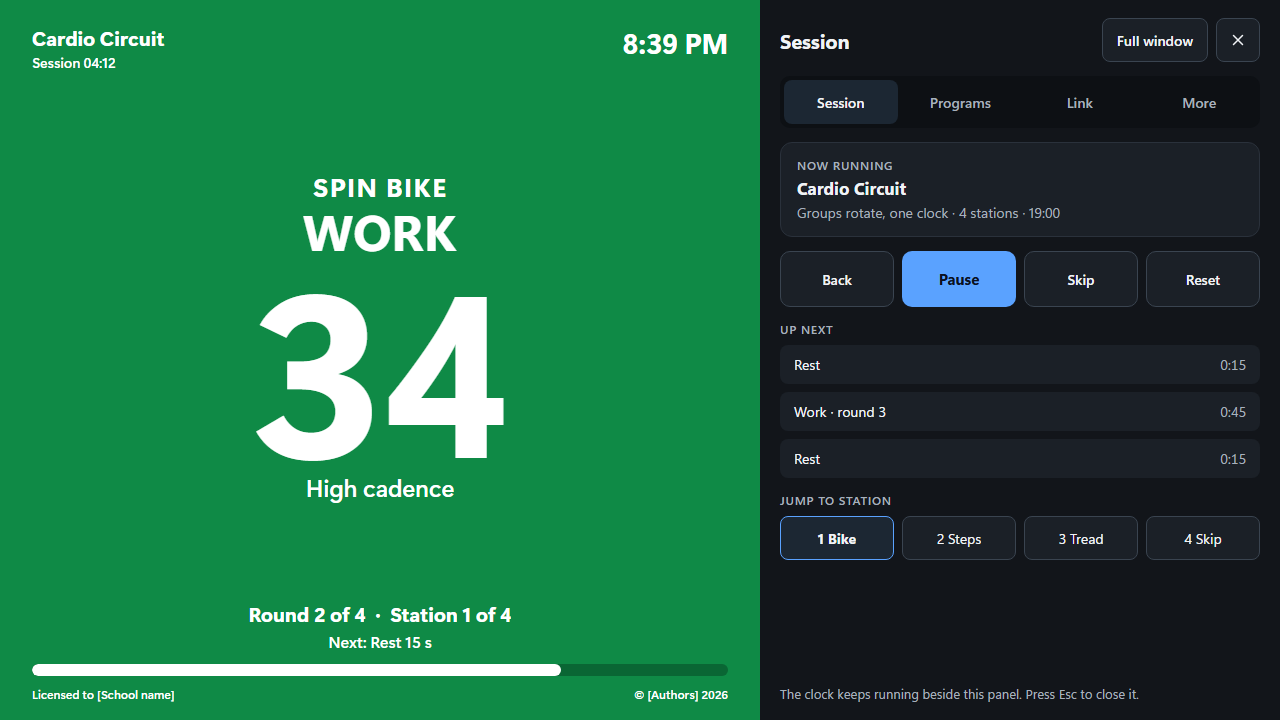 Cardio Circuit
Session 04:12
8:39 PM
SPIN BIKE
WORK
34
High cadence
Round 2 of 4 · Station 1 of 4
Next: Rest 15 s
Licensed to [School name]
© [Authors] 2026
Session
Full window
×
Session
Programs
Link
More
NOW RUNNING
Cardio Circuit
Groups rotate, one clock · 4 stations · 19:00
Back
Pause
Skip
Reset
UP NEXT
Rest 0:15
Work · round 3 0:45
Rest 0:15
JUMP TO STATION
1 Bike
2 Steps
3 Tread
4 Skip
The clock keeps running beside this panel. Press Esc to close it.